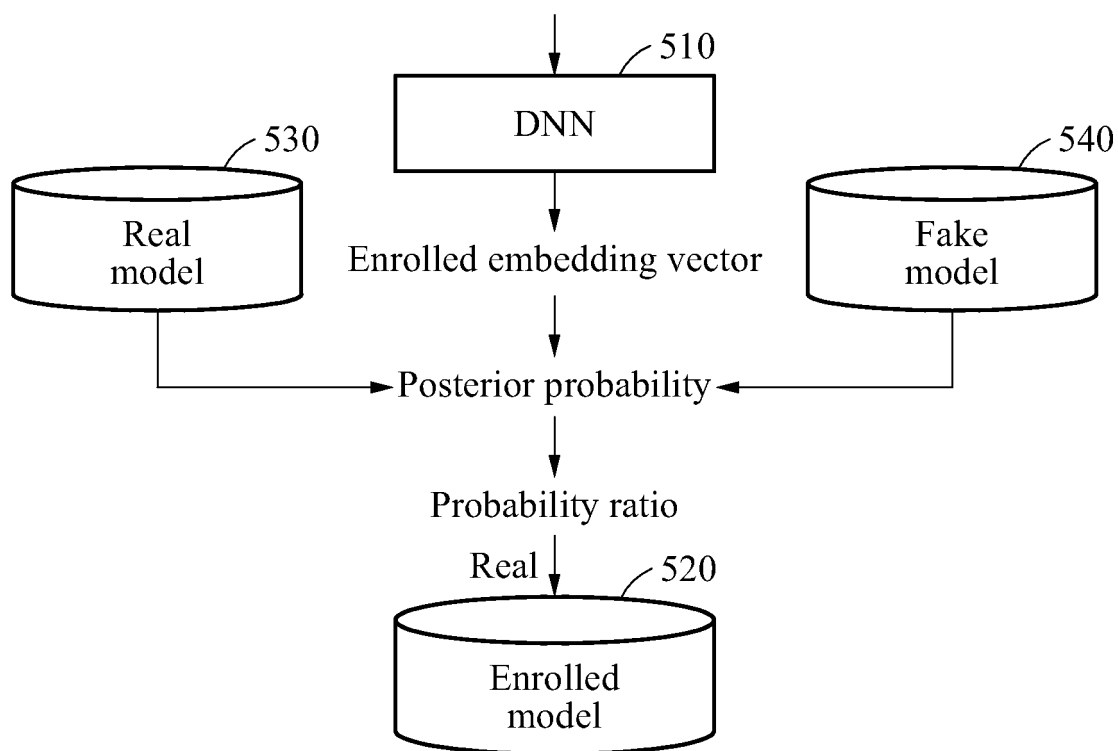 510
DNN
530
540
Real
model
Fake
model
Enrolled embedding vector
Posterior probability
Probability ratio
Real
520
Enrolled
model